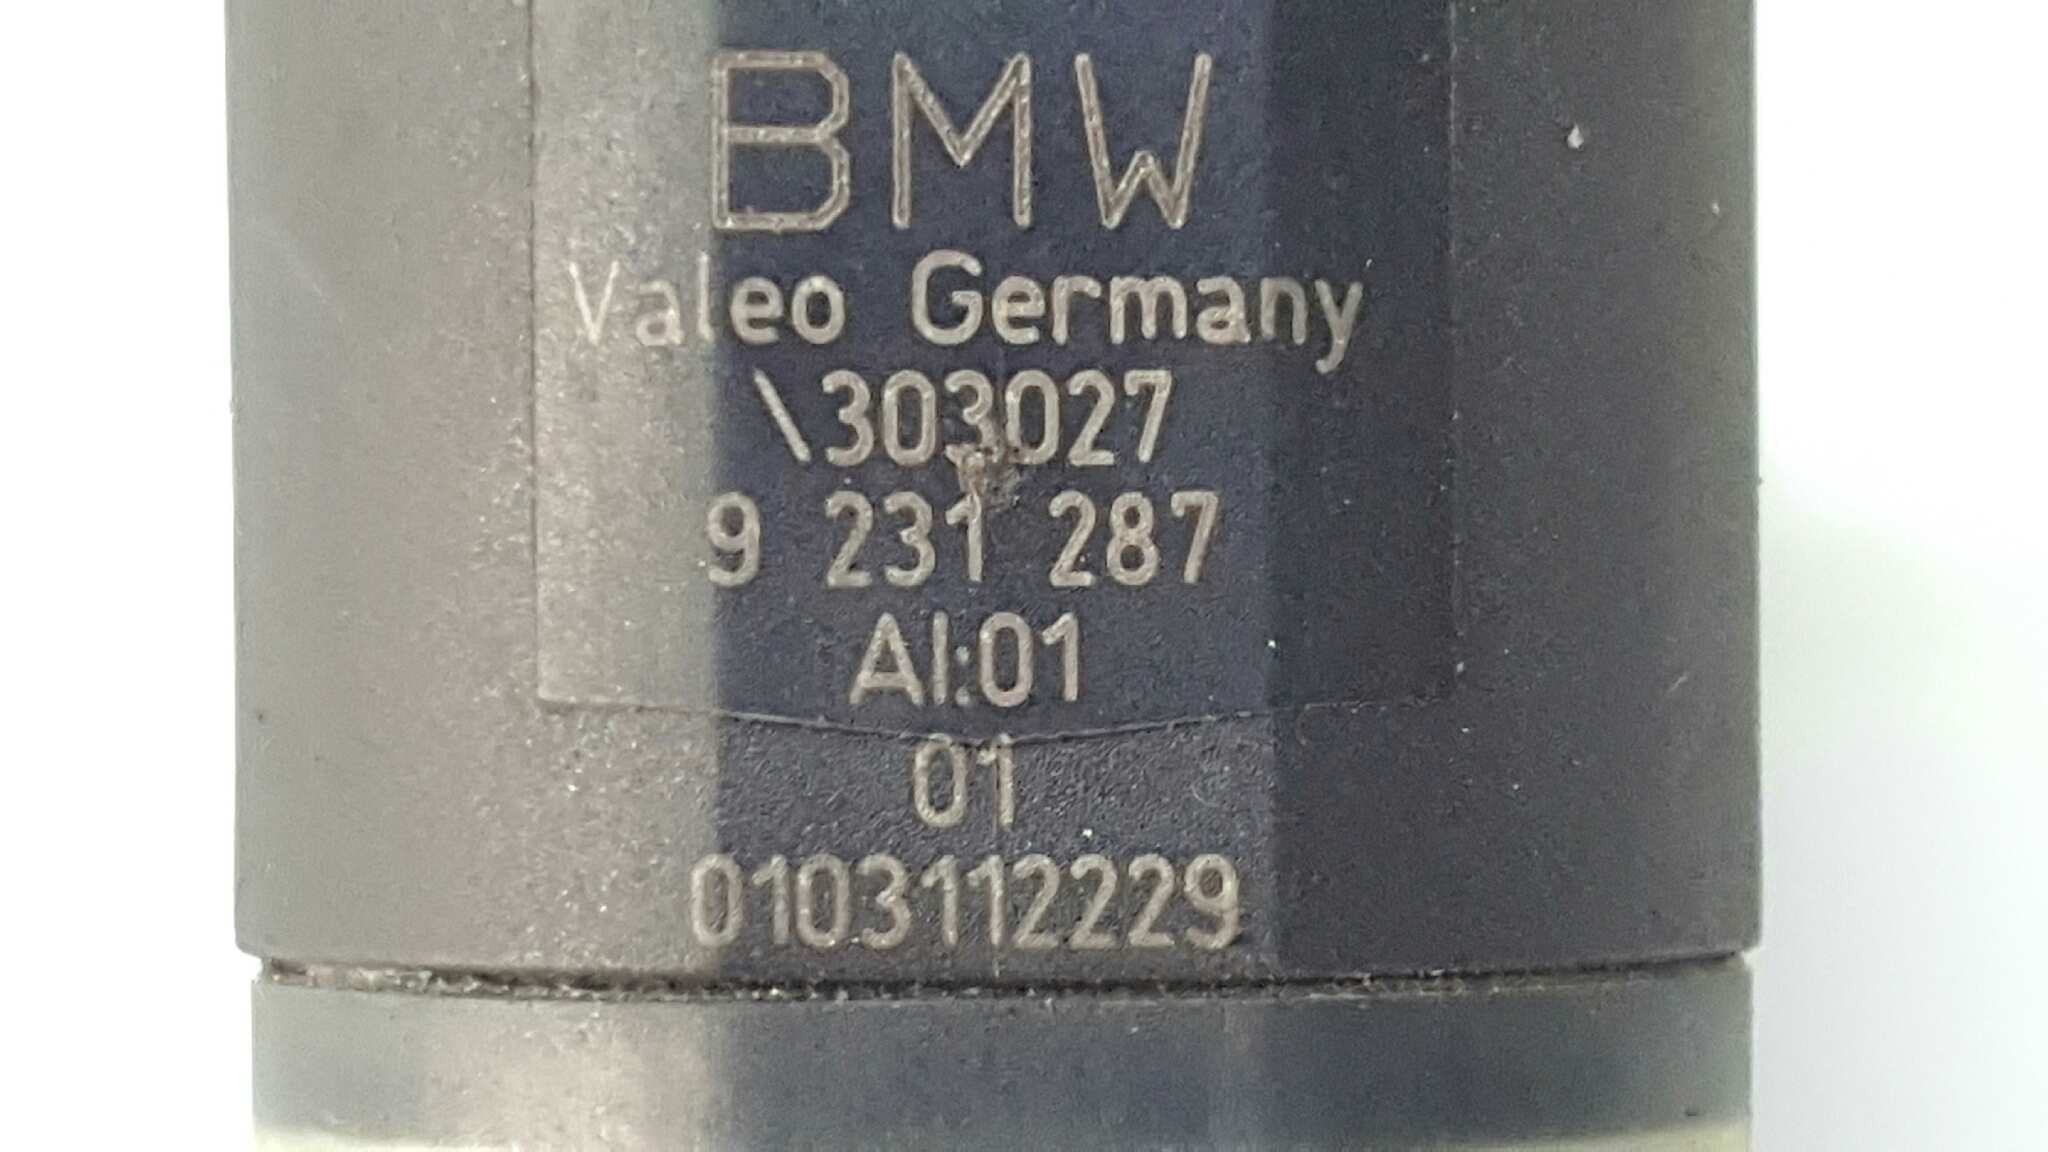 BMW
Valeo Germany
\303027
9 231 287
AI:01
01
0103112229